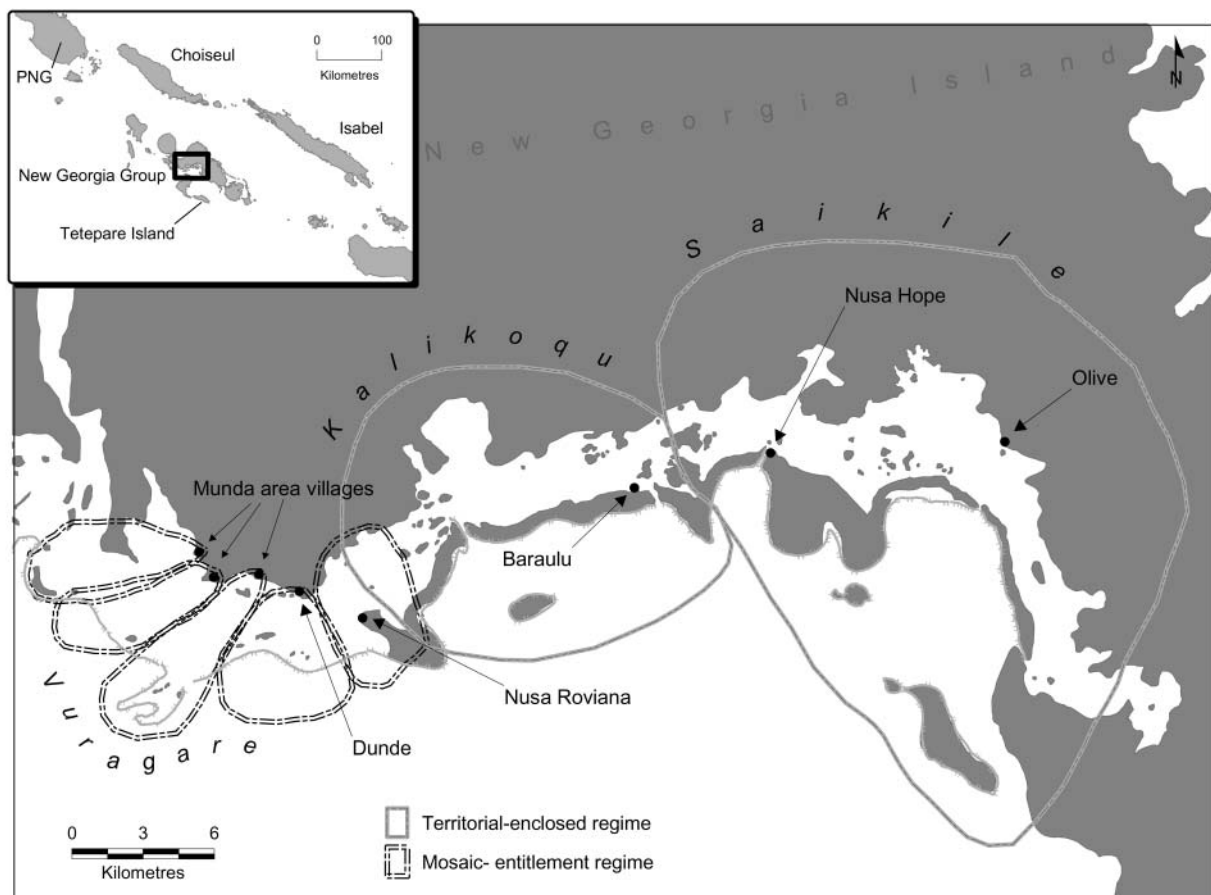 PNG
Choiseul
0 100
Kilometres
Isabel
New Georgia Group
Tetepare Island
New Georgia Island
N
Saikile
Nusa Hope
Kalikoqu
Olive
Munda area villages
Baraulu
Nusa Roviana
Vuragare
Dunde
0 3 6
Kilometres
Territorial-enclosed regime
Mosaic- entitlement regime